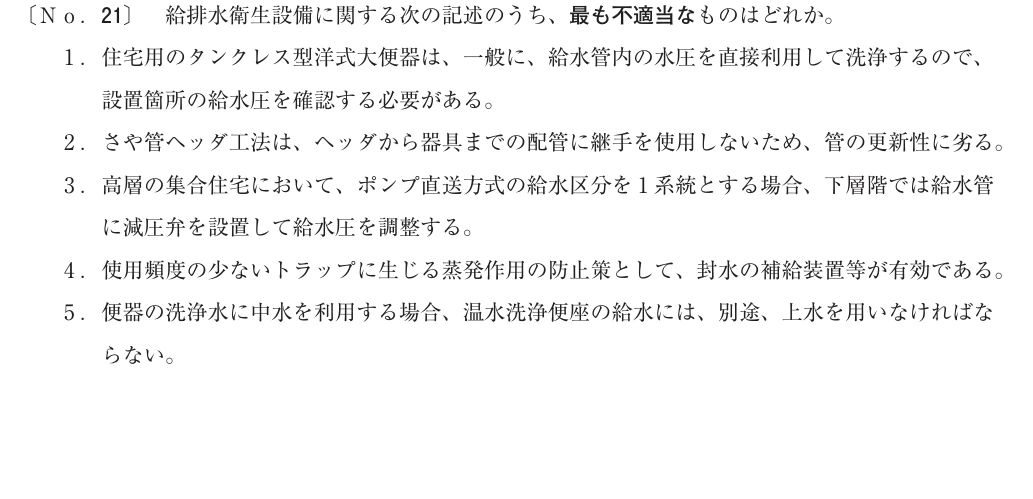 〔Ｎｏ．21〕　給排水衛生設備に関する次の記述のうち、最も不適当なものはどれか。
１．住宅用のタンクレス型洋式大便器は、一般に、給水管内の水圧を直接利用して洗浄するので、
設置箇所の給水圧を確認する必要がある。
２．さや管ヘッダ工法は、ヘッダから器具までの配管に継手を使用しないため、管の更新性に劣る。
３．高層の集合住宅において、ポンプ直送方式の給水区分を１系統とする場合、下層階では給水管
に減圧弁を設置して給水圧を調整する。
４．使用頻度の少ないトラップに生じる蒸発作用の防止策として、封水の補給装置等が有効である。
５．便器の洗浄水に中水を利用する場合、温水洗浄便座の給水には、別途、上水を用いなければな
らない。